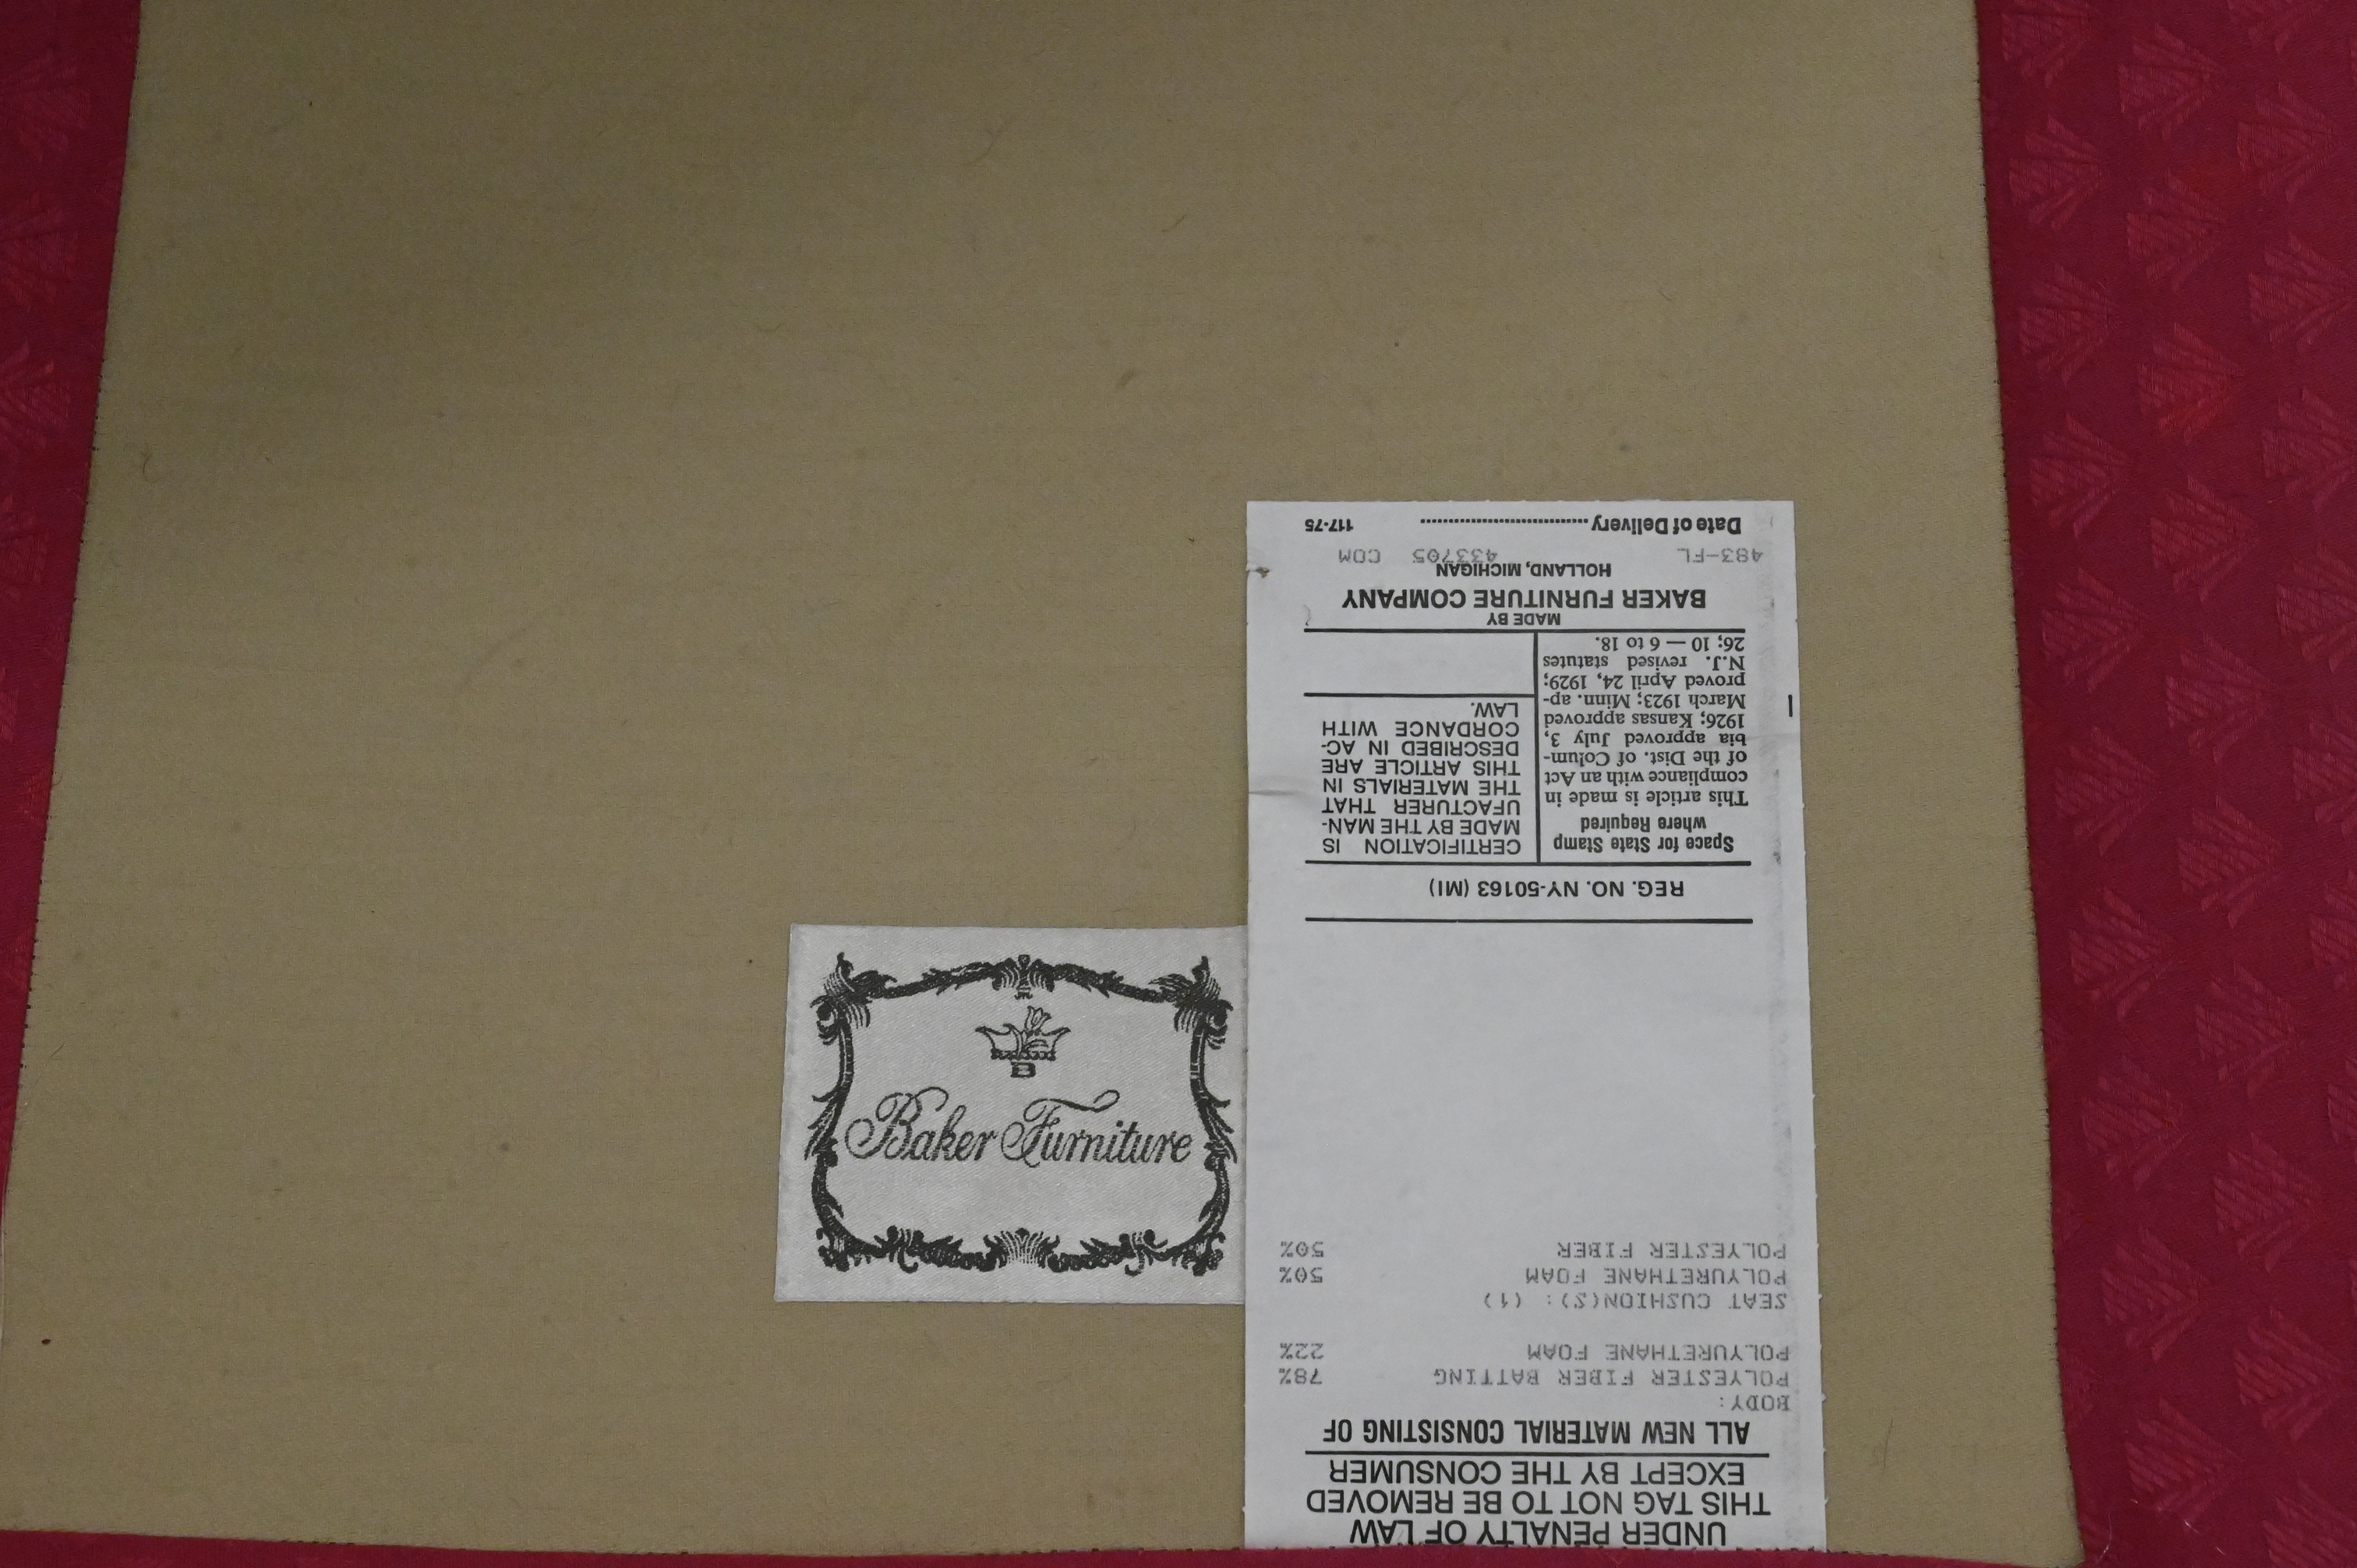 B
Baker Furniture
UNDER PENALTY OF LAW
THIS TAG NOT TO BE REMOVED
EXCEPT BY THE CONSUMER
ALL NEW MATERIAL CONSISTING OF
BODY:
POLYESTER FIBER BATTING 78%
POLYURETHANE FOAM 22%
SEAT CUSHION(S): (1)
POLYURETHANE FOAM 50%
POLYESTER FIBER 50%
REG. NO. NY-50163 (MI)
Space for State Stamp
where Required
This article is made in
compliance with an Act
of the Dist. of Colum-
bia approved July 3,
1926; Kansas approved
March 1923; Minn. ap-
proved April 24, 1929;
N.J. revised statutes
26; 10 — 6 to 18.
CERTIFICATION IS
MADE BY THE MAN-
UFACTURER THAT
THE MATERIALS IN
THIS ARTICLE ARE
DESCRIBED IN AC-
CORDANCE WITH
LAW.
MADE BY
BAKER FURNITURE COMPANY
HOLLAND, MICHIGAN
483-FL 433705 COM
Date of Delivery ........................................ 117-75